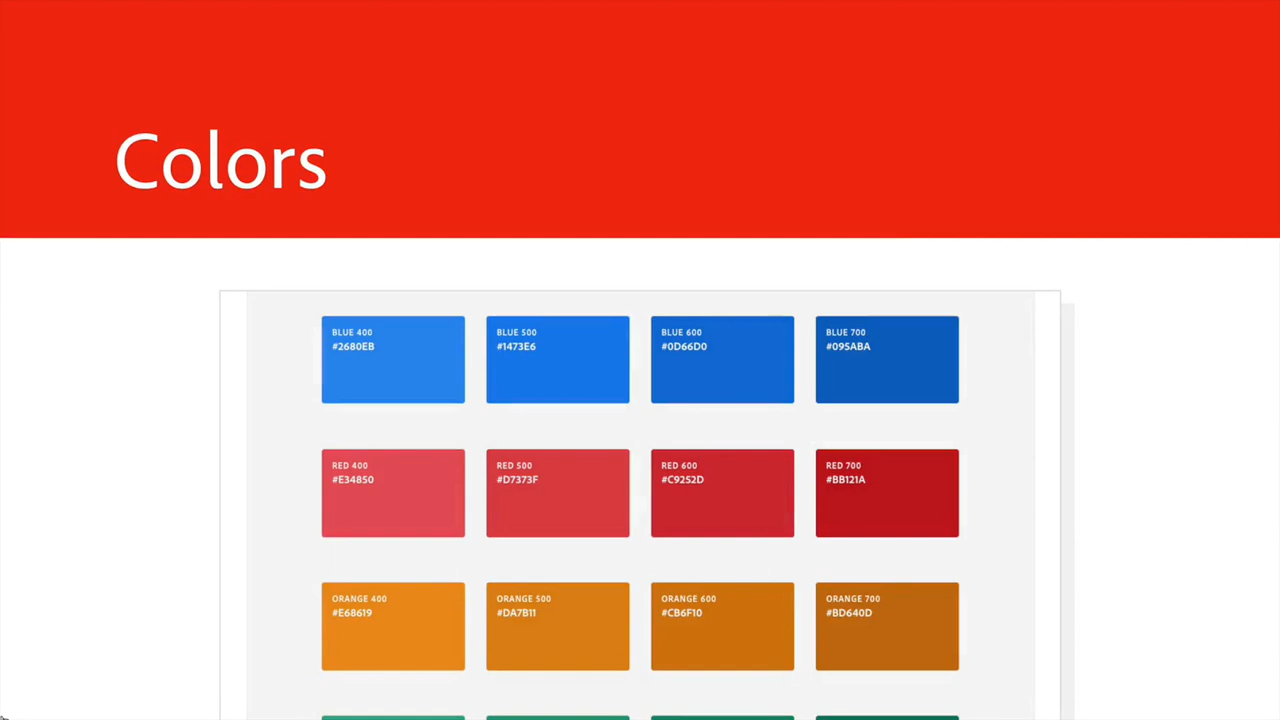 Colors
BLUE 400
#2680EB
BLUE 500
#1473E6
BLUE 600
#0D66D0
BLUE 700
#095ABA
RED 400
#E34850
RED 500
#D7373F
RED 600
#C9252D
RED 700
#BB121A
ORANGE 400
#E68619
ORANGE 500
#DA7B11
ORANGE 600
#CB6F10
ORANGE 700
#BD640D